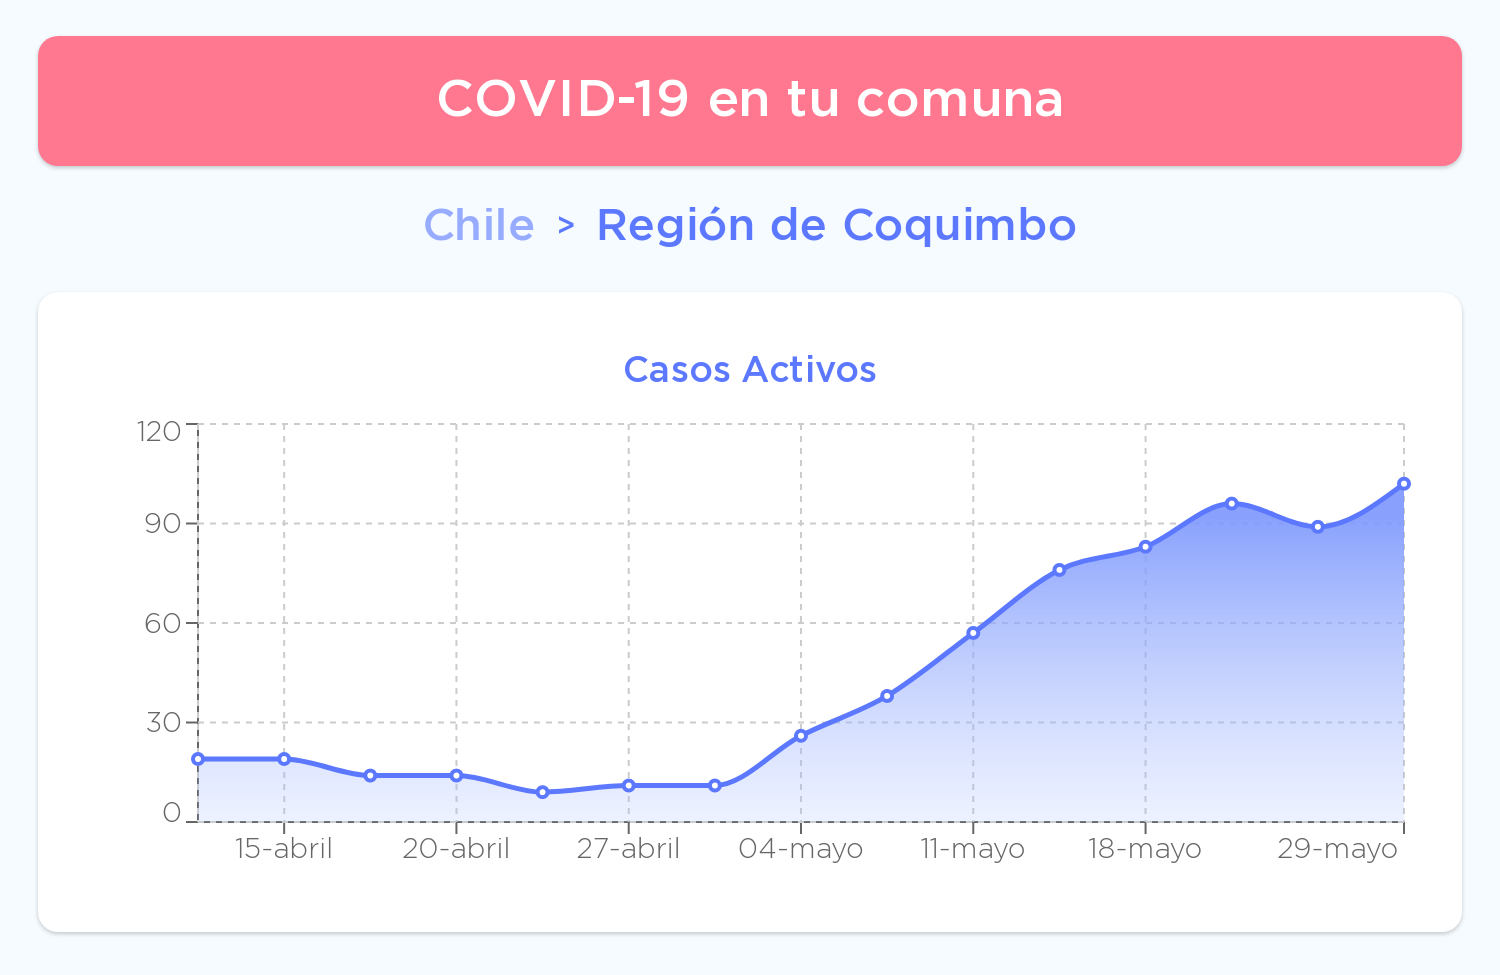 COVID-19 en tu comuna
Chile > Región de Coquimbo
Casos Activos
120
90
60
30
0
15-abril 20-abril 27-abril 04-mayo 11-mayo 18-mayo 29-mayo